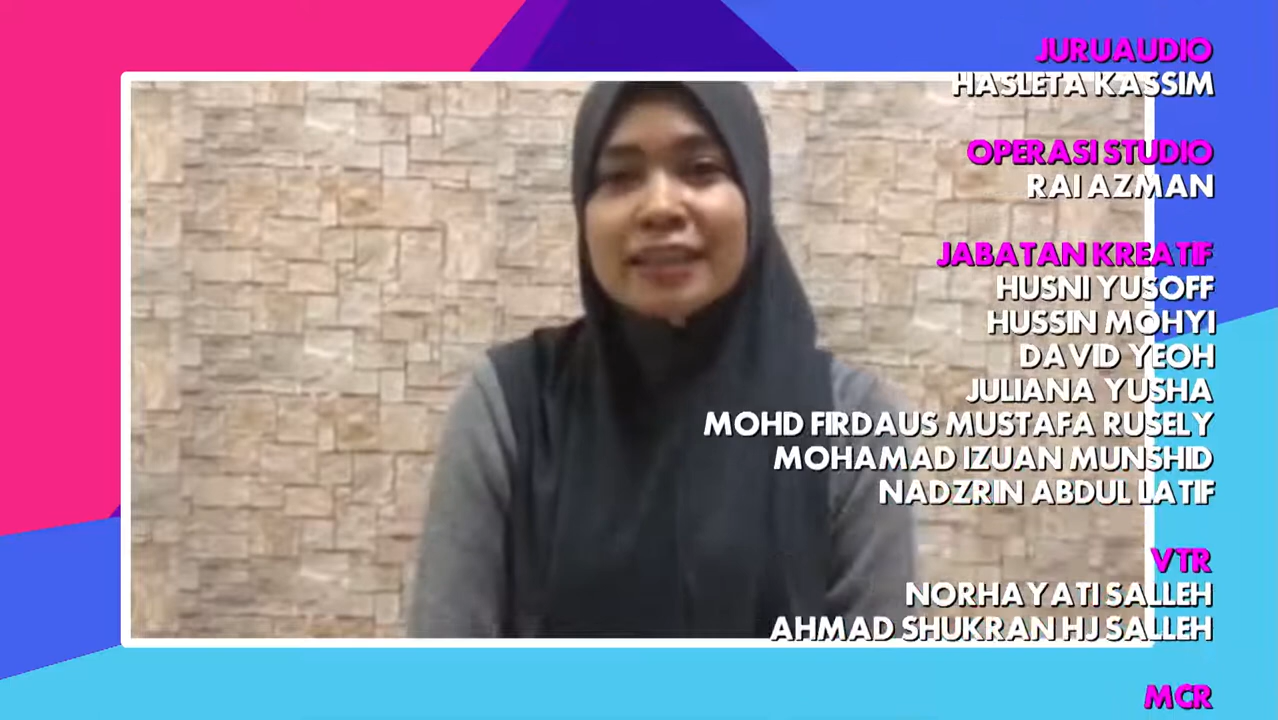 JURUAUDIO
HASLETA KASSIM
OPERASI STUDIO
RAI AZMAN
JABATAN KREATIF
HUSNI YUSOFF
HUSSIN MOHYI
DAVID YEOH
JULIANA YUSHA
MOHD FIRDAUS MUSTAFA RUSELY
MOHAMAD IZUAN MUNSHID
NADZRIN ABDUL LATIF
VTR
NORHAYATI SALLEH
AHMAD SHUKRAN HJ SALLEH
MCR